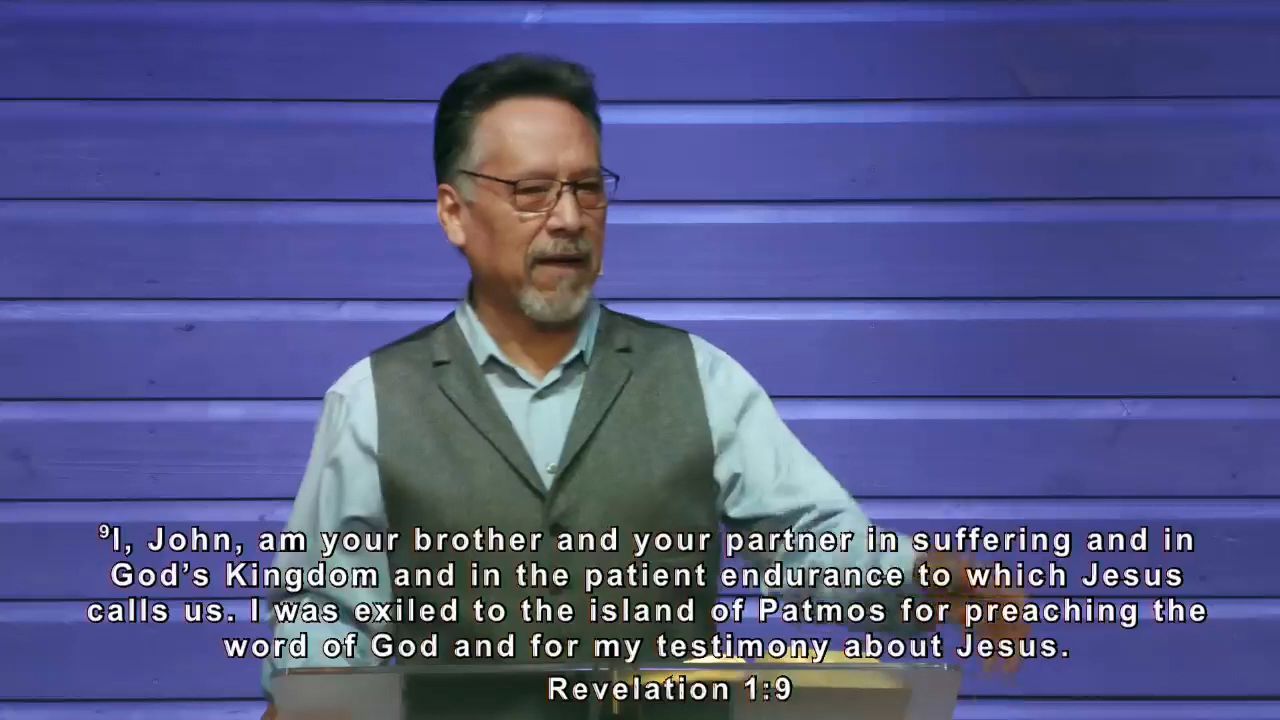 ⁹I, John, am your brother and your partner in suffering and in
God’s Kingdom and in the patient endurance to which Jesus
calls us. I was exiled to the island of Patmos for preaching the
word of God and for my testimony about Jesus.
Revelation 1:9